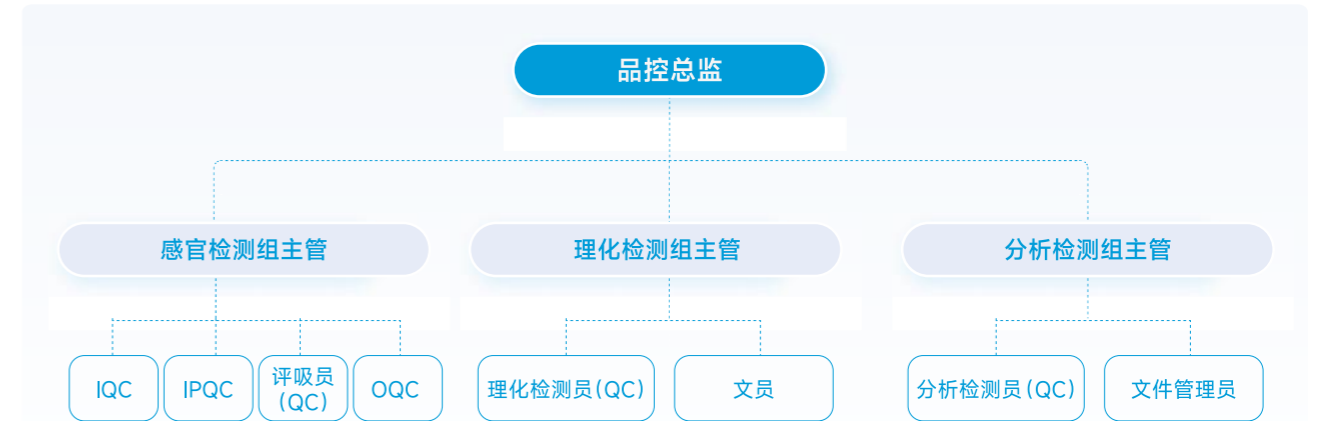 品控总监
感官检测组主管
理化检测组主管
分析检测组主管
IQC
IPQC
评吸员
(QC)
OQC
理化检测员(QC)
文员
分析检测员(QC)
文件管理员